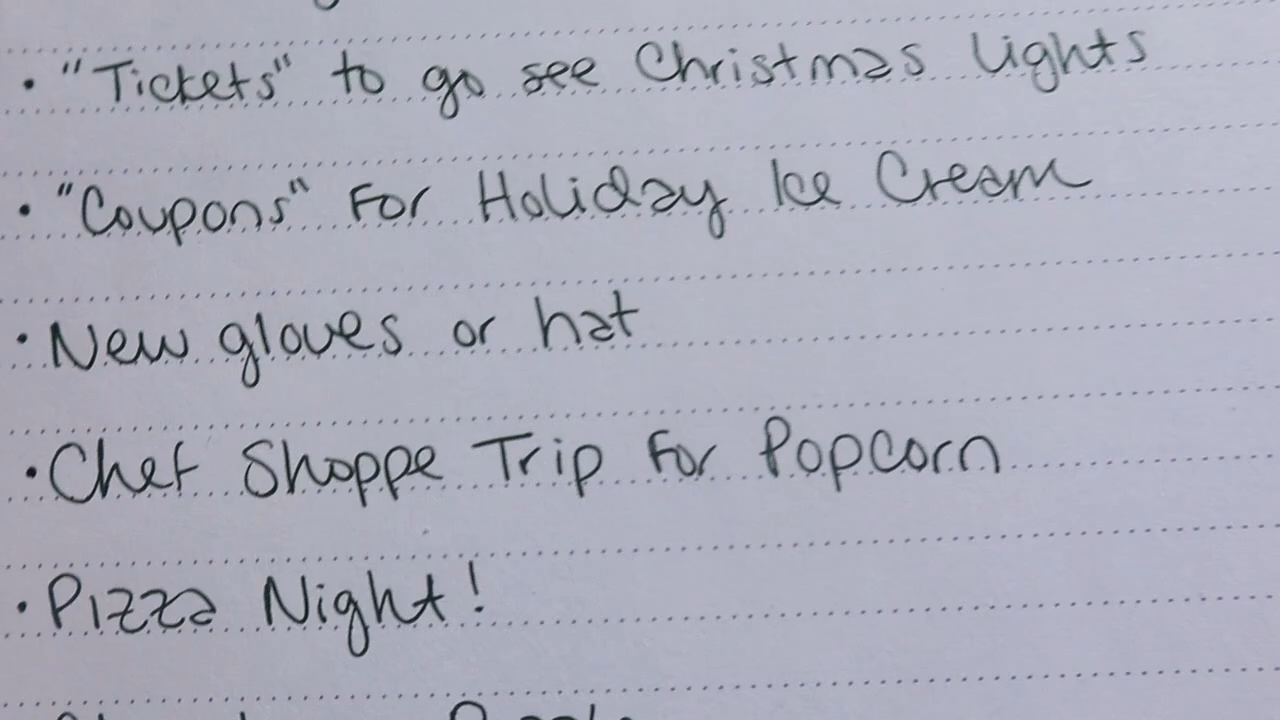 • "Tickets" to go see Christmas lights
• "Coupons" For Holiday Ice Cream
• New gloves or hat
• Chef Shoppe Trip For Popcorn
• Pizza Night!